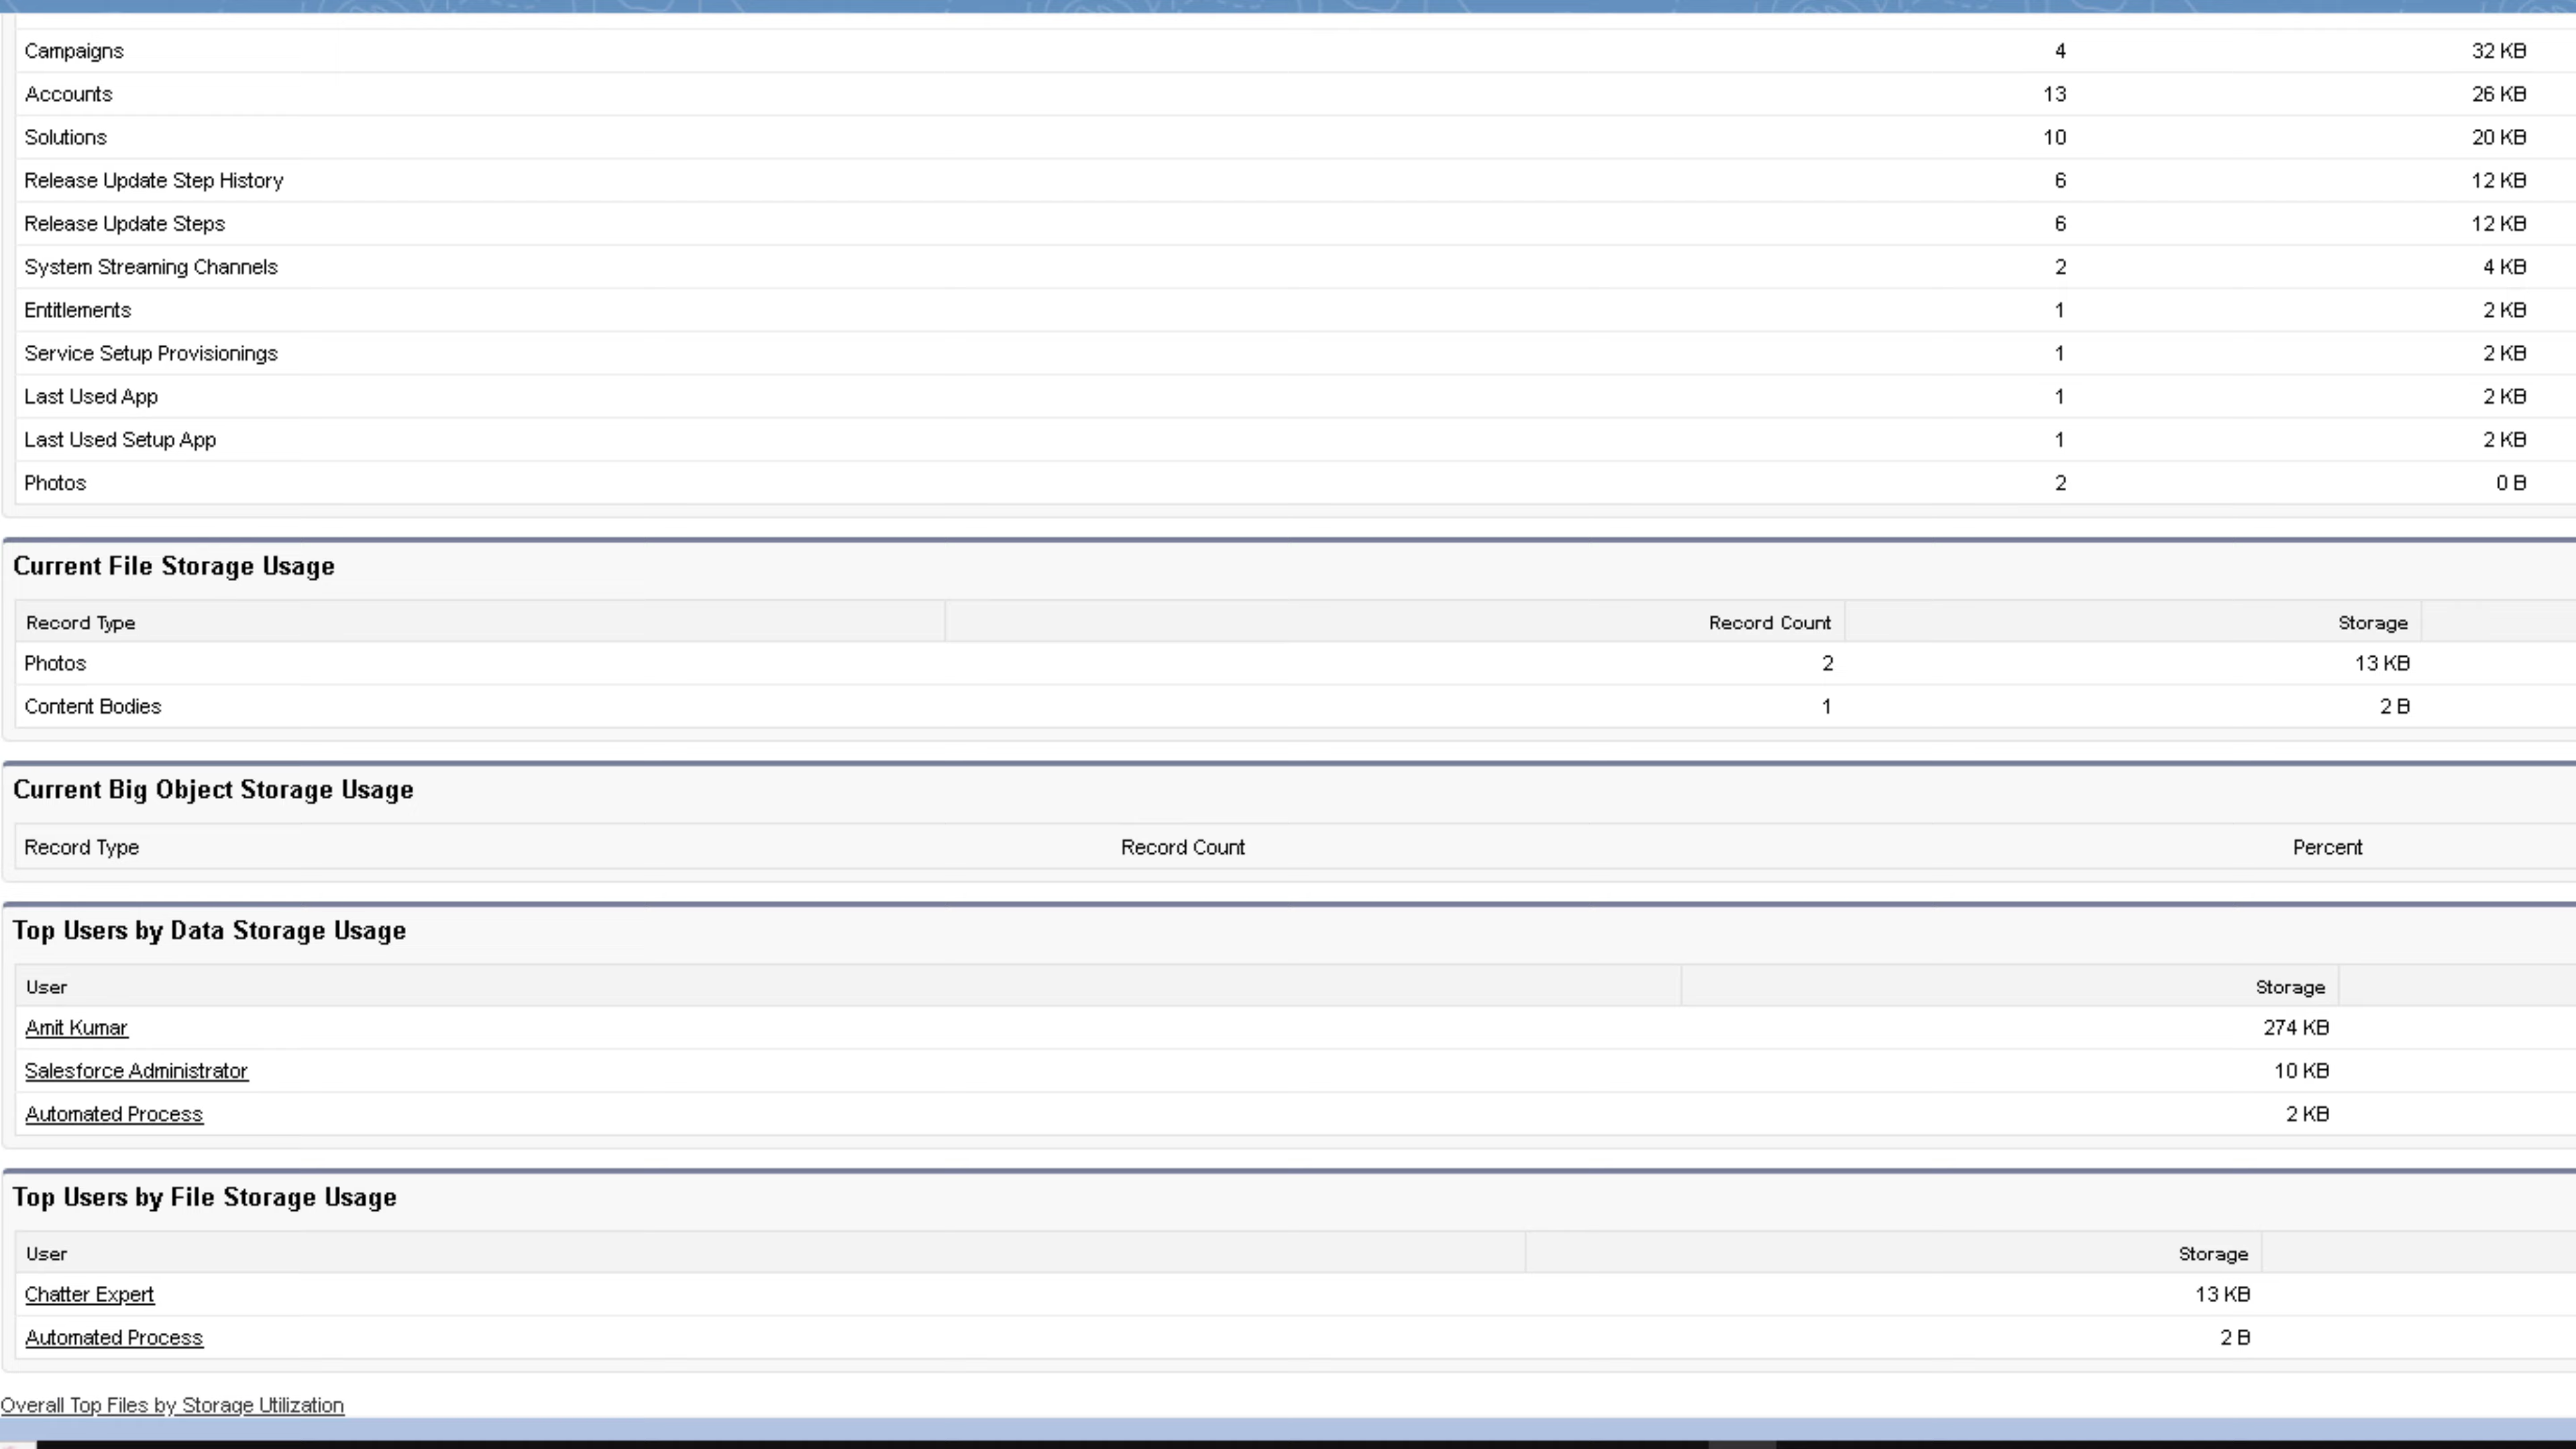 Campaigns 4 32 KB
Accounts 13 26 KB
Solutions 10 20 KB
Release Update Step History 6 12 KB
Release Update Steps 6 12 KB
System Streaming Channels 2 4 KB
Entitlements 1 2 KB
Service Setup Provisionings 1 2 KB
Last Used App 1 2 KB
Last Used Setup App 1 2 KB
Photos 2 0 B
Current File Storage Usage
Record Type Record Count Storage
Photos 2 13 KB
Content Bodies 1 2 B
Current Big Object Storage Usage
Record Type Record Count Percent
Top Users by Data Storage Usage
User Storage
Amit Kumar 274 KB
Salesforce Administrator 10 KB
Automated Process 2 KB
Top Users by File Storage Usage
User Storage
Chatter Expert 13 KB
Automated Process 2 B
Overall Top Files by Storage Utilization